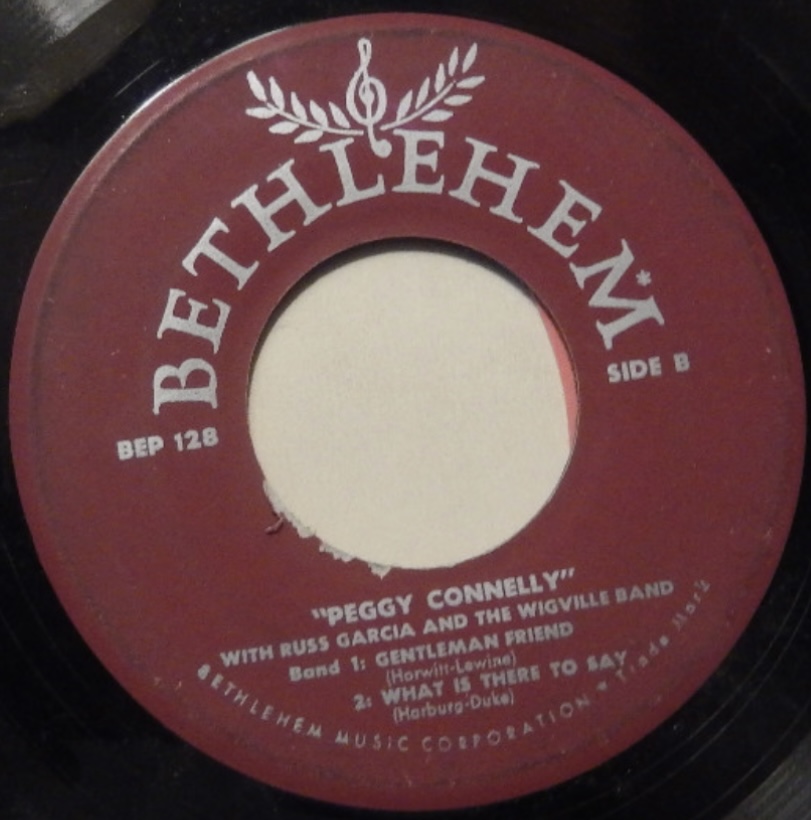 BETHLEHEM*
SIDE B
BEP 128
"PEGGY CONNELLY"
WITH RUSS GARCIA AND THE WIGVILLE BAND
Band 1: GENTLEMAN FRIEND
(Horwitt-Lewine)
2: WHAT IS THERE TO SAY
(Harburg-Duke)
BETHLEHEM MUSIC CORPORATION * Trade Mark